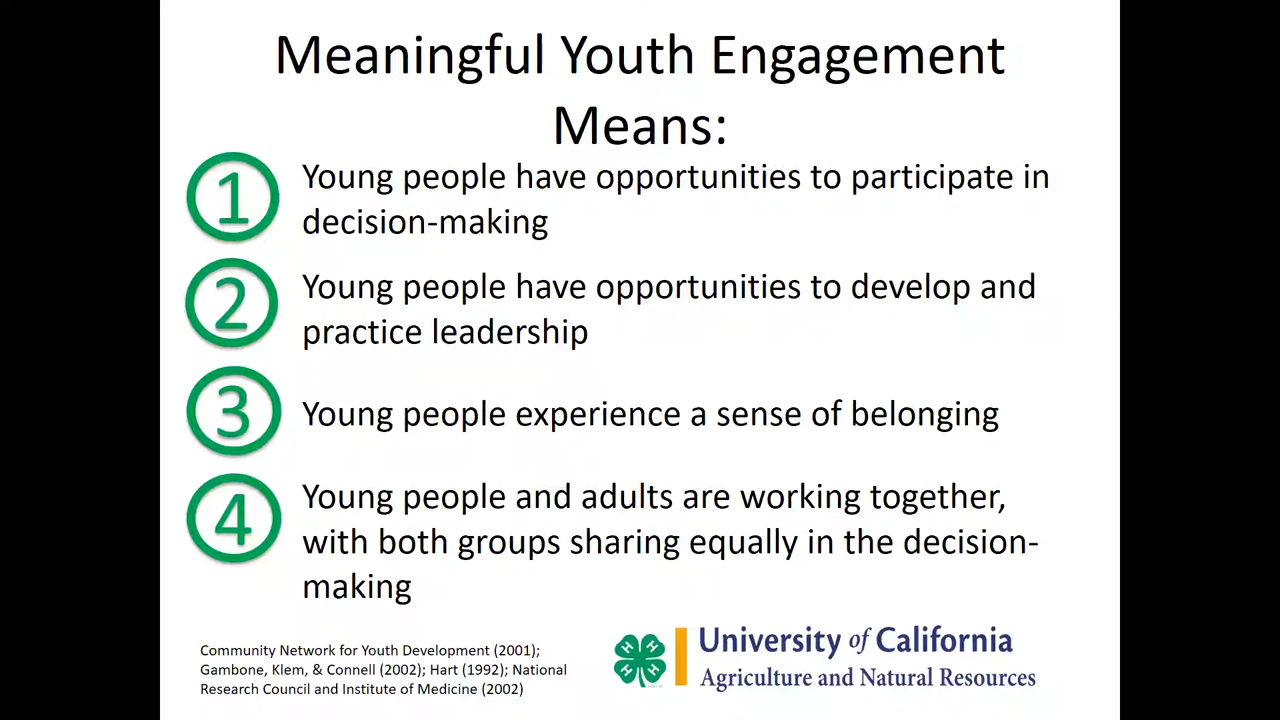 Meaningful Youth Engagement
Means:
1
Young people have opportunities to participate in
decision-making
2
Young people have opportunities to develop and
practice leadership
3
Young people experience a sense of belonging
4
Young people and adults are working together,
with both groups sharing equally in the decision-
making
Community Network for Youth Development (2001);
Gambone, Klem, & Connell (2002); Hart (1992); National
Research Council and Institute of Medicine (2002)
H H
H H
University of California
Agriculture and Natural Resources